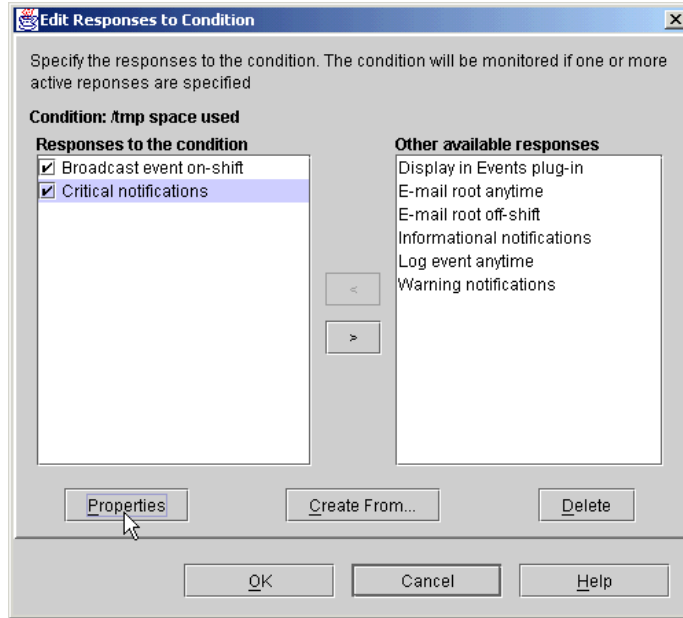 Edit Responses to Condition
Specify the responses to the condition. The condition will be monitored if one or more
active reponses are specified
Condition: /tmp space used
Responses to the condition
Broadcast event on-shift
Critical notifications
Other available responses
Display in Events plug-in
E-mail root anytime
E-mail root off-shift
Informational notifications
Log event anytime
Warning notifications
<
>
Properties
Create From...
Delete
OK
Cancel
Help